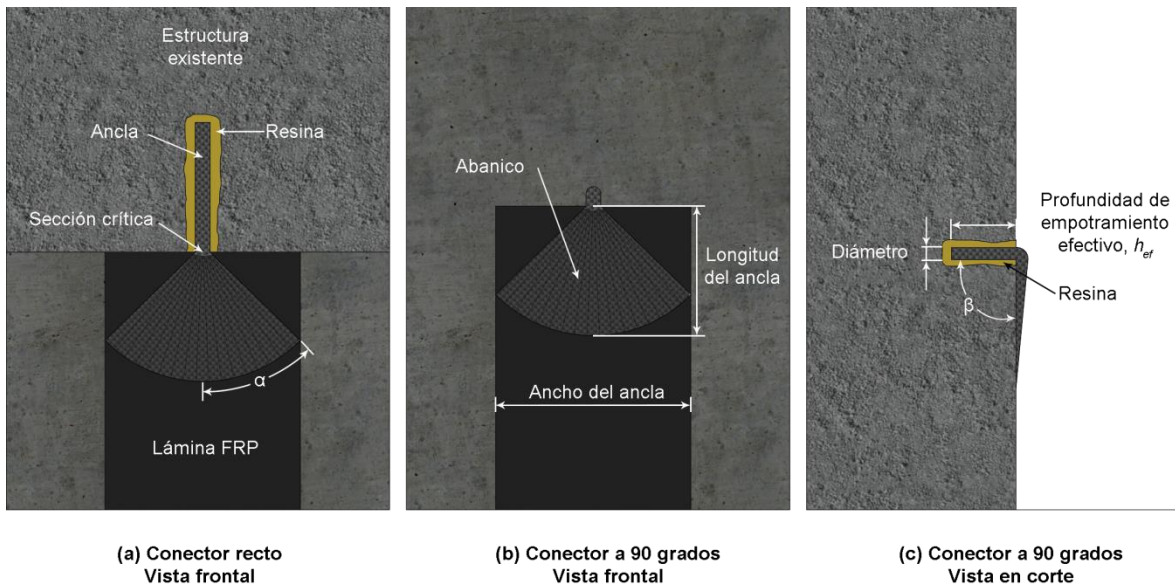 Estructura
existente
Ancla
Resina
Sección crítica
α
Lámina FRP
(a) Conector recto
Vista frontal
Abanico
Longitud
del ancla
Ancho del ancla
(b) Conector a 90 grados
Vista frontal
Profundidad de
empotramiento
efectivo, h_ef
Diámetro
Resina
β
(c) Conector a 90 grados
Vista en corte